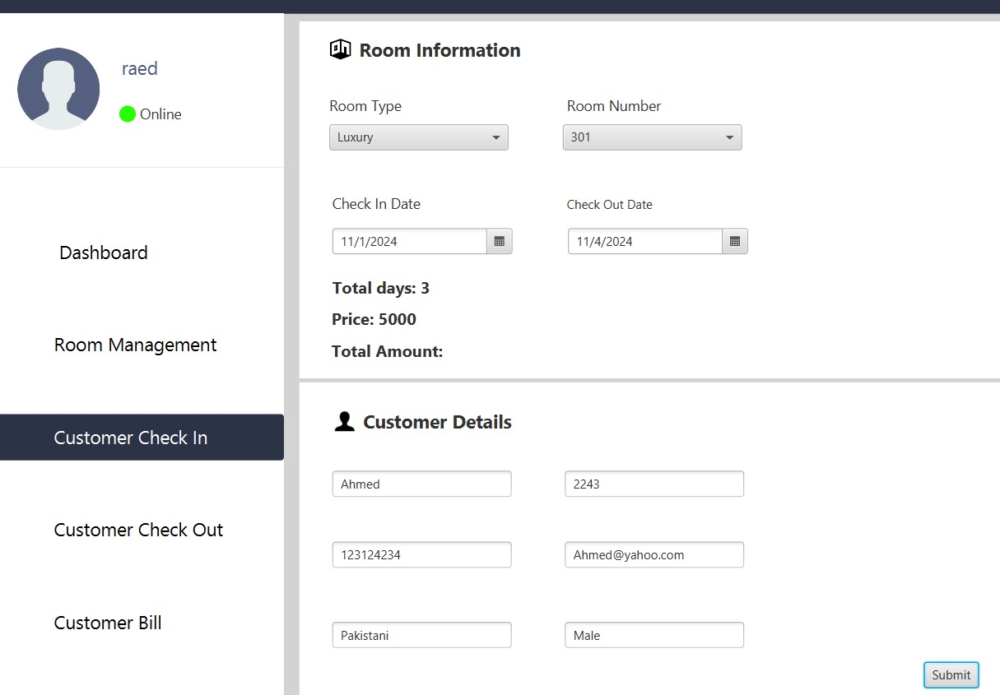 raed
Online
Dashboard
Room Management
Customer Check In
Customer Check Out
Customer Bill
Room Information
Room Type Room Number
Luxury 301
Check In Date Check Out Date
11/1/2024 11/4/2024
Total days: 3
Price: 5000
Total Amount:
Customer Details
Ahmed 2243
123124234 Ahmed@yahoo.com
Pakistani Male
Submit